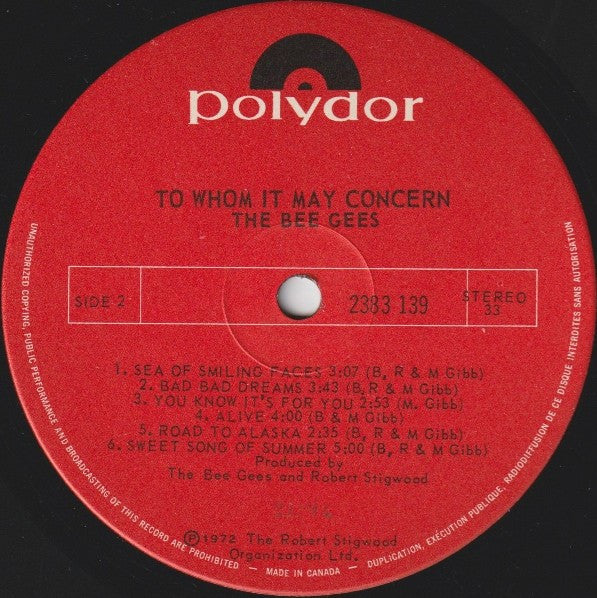 polydor
TO WHOM IT MAY CONCERN
THE BEE GEES
SIDE 2
2383 139
STEREO
33
1. SEA OF SMILING FACES 3:07 (B, R & M Gibb)
2. BAD BAD DREAMS 3:43 (B, R & M Gibb)
3. YOU KNOW IT'S FOR YOU 2:53 (M. Gibb)
4. ALIVE 4:00 (B & M Gibb)
5. ROAD TO ALASKA 2:35 (B, R & M Gibb)
6. SWEET SONG OF SUMMER 5:00 (B, R & M Gibb)
Produced by
The Bee Gees and Robert Stigwood
Ⓟ1972 The Robert Stigwood
Organization Ltd.
UNAUTHORIZED COPYING, PUBLIC PERFORMANCE AND BROADCASTING OF THIS RECORD ARE PROHIBITED - MADE IN CANADA - DUPLICATION, EXÉCUTION PUBLIQUE, RADIODIFFUSION DE CE DISQUE INTERDITES SANS AUTORISATION